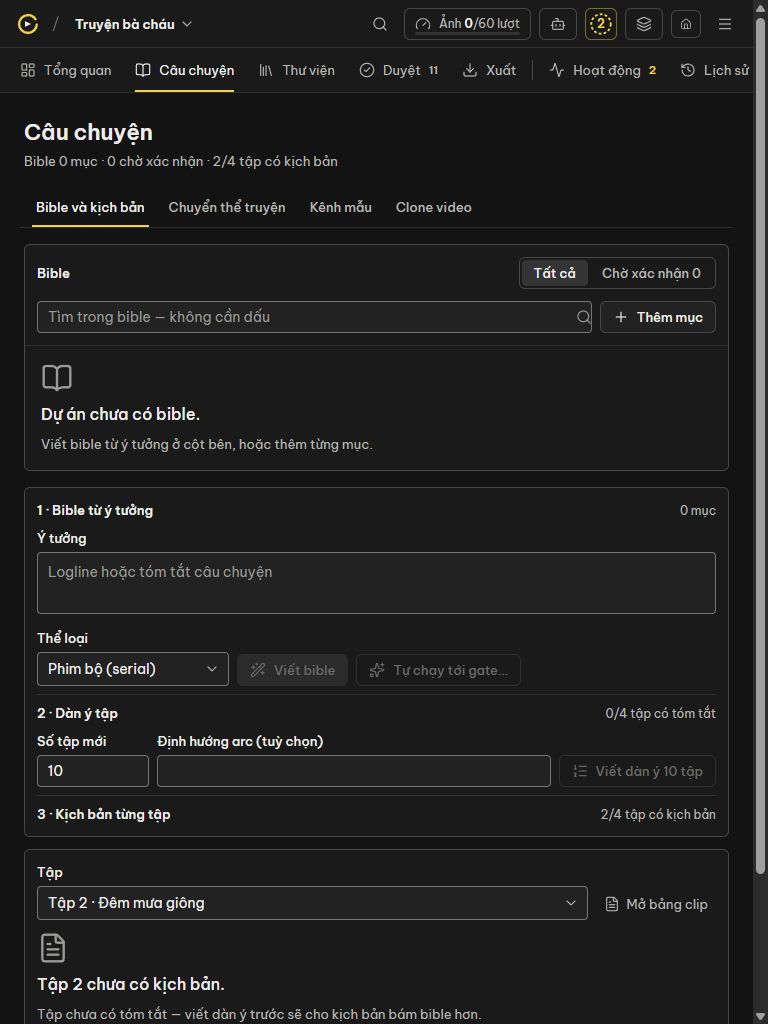 / Truyện bà cháu
Ảnh 0/60 lượt
2
Tổng quan
Câu chuyện
Thư viện
Duyệt 11
Xuất
Hoạt động 2
Lịch sử
Câu chuyện
Bible 0 mục · 0 chờ xác nhận · 2/4 tập có kịch bản
Bible và kịch bản
Chuyển thể truyện
Kênh mẫu
Clone video
Bible
Tất cả
Chờ xác nhận 0
Tìm trong bible — không cần dấu
Thêm mục
Dự án chưa có bible.
Viết bible từ ý tưởng ở cột bên, hoặc thêm từng mục.
1 · Bible từ ý tưởng
0 mục
Ý tưởng
Logline hoặc tóm tắt câu chuyện
Thể loại
Phim bộ (serial)
Viết bible
Tự chạy tới gate…
2 · Dàn ý tập
0/4 tập có tóm tắt
Số tập mới
Định hướng arc (tuỳ chọn)
10
Viết dàn ý 10 tập
3 · Kịch bản từng tập
2/4 tập có kịch bản
Tập
Tập 2 · Đêm mưa giông
Mở bảng clip
Tập 2 chưa có kịch bản.
Tập chưa có tóm tắt — viết dàn ý trước sẽ cho kịch bản bám bible hơn.